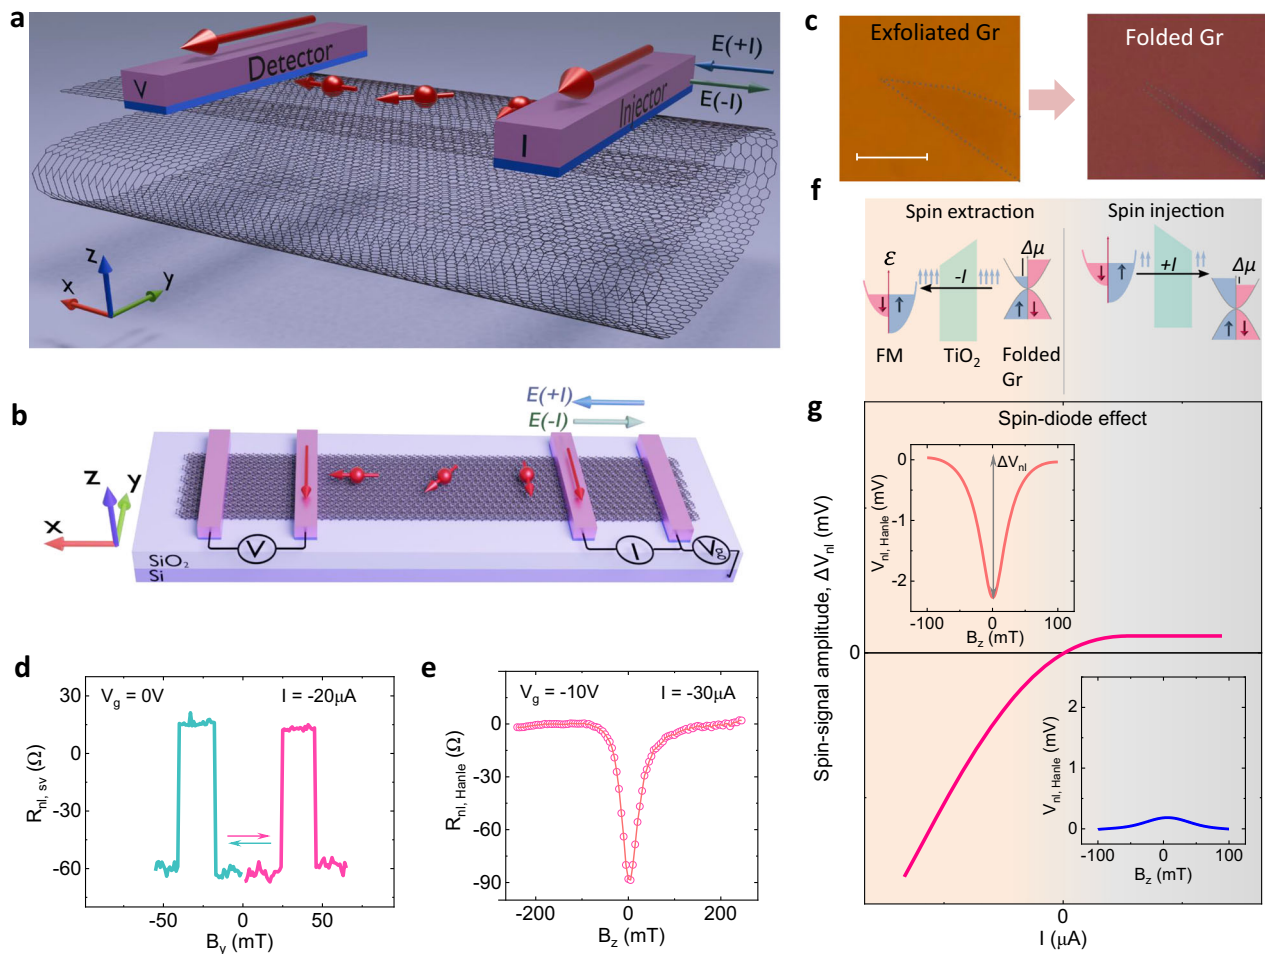 a
V
Detector
I
Injector
E(+I)
E(-I)
z
x
y
b
E(+I)
E(-I)
z
y
x
V
I
Vg
SiO2
Si
c
Exfoliated Gr
Folded Gr
d
Vg = 0V
I = -20μA
30
0
-30
-60
Rnl, sv (Ω)
-50
0
50
By (mT)
e
Vg = -10V
I = -30μA
0
-30
-60
-90
Rnl, Hanle (Ω)
-200
0
200
Bz (mT)
f
Spin extraction
Spin injection
ε
Δμ
-I
+I
Δμ
FM
TiO2
Folded
Gr
g
Spin-diode effect
0
-1
-2
Vnl, Hanle (mV)
ΔVnl
-100
0
100
Bz (mT)
Spin-signal amplitude, ΔVnl (mV)
0
2
1
0
Vnl, Hanle (mV)
-100
0
100
Bz (mT)
0
I (μA)